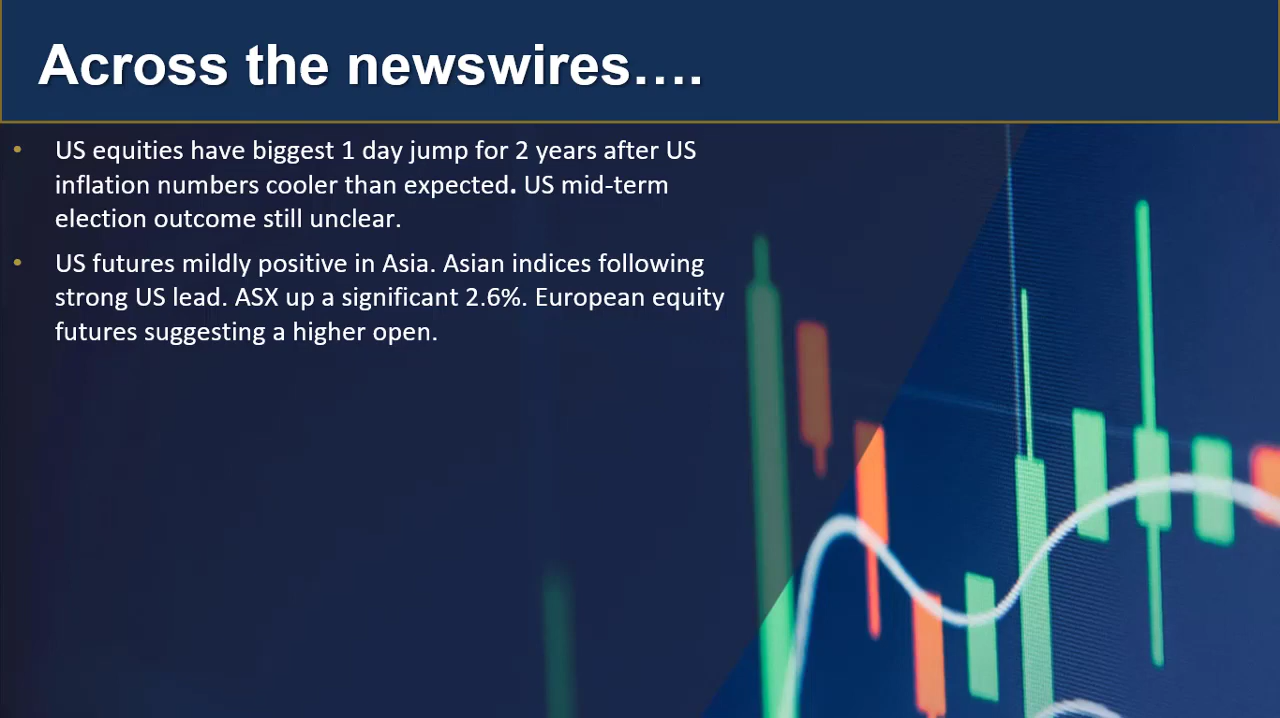 Across the newswires….
• US equities have biggest 1 day jump for 2 years after US
inflation numbers cooler than expected. US mid-term
election outcome still unclear.
• US futures mildly positive in Asia. Asian indices following
strong US lead. ASX up a significant 2.6%. European equity
futures suggesting a higher open.